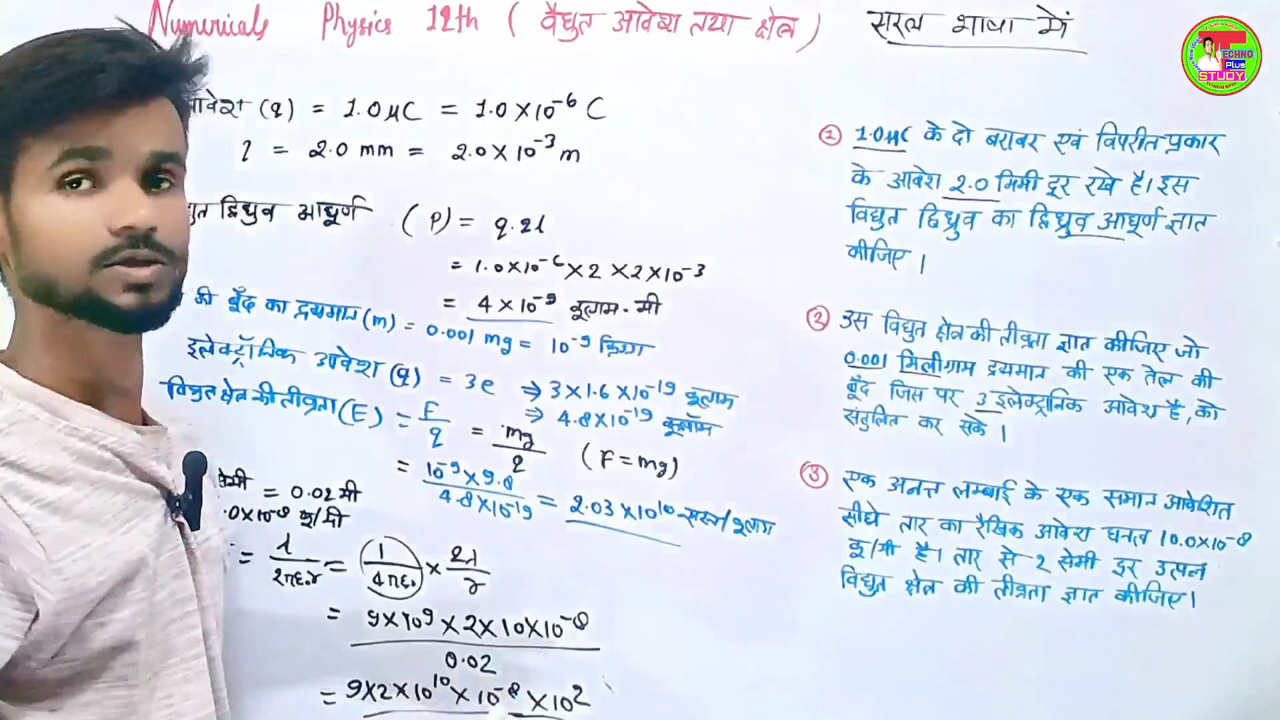 Numericals Physics 12th ( वैद्युत आवेश तथा क्षेत्र ) सरल भाषा में
TECHNO
Plus
STUDY
आवेश (q) = 1.0 μC = 1.0 × 10⁻⁶ C
l = 2.0 mm = 2.0 × 10⁻³ m
द्विध्रुव आघूर्ण (P) = q.2l
= 1.0 × 10⁻⁶ × 2 × 2 × 10⁻³
= 4 × 10⁻⁹ कूलाम - मी
की बूँद का द्रव्यमान (m) = 0.001 mg = 10⁻⁹ किग्रा
इलेक्ट्रॉनिक आवेश (q) = 3e ⇒ 3 × 1.6 × 10⁻¹⁹ कूलाम
⇒ 4.8 × 10⁻¹⁹ कूलॉम
विद्युत क्षेत्र की तीव्रता (E) = F/q = mg/q (F = mg)
= 10⁻⁹ × 9.8 / 4.8 × 10⁻¹⁹ = 2.03 × 10¹⁰
सेमी = 0.02 मी
.0 × 10⁻⁸ कू/मी
= λ/2πε₀r = (1/4πε₀) × 2λ/r
= 9 × 10⁹ × 2 × 10 × 10⁻⁸ / 0.02
= 9 × 2 × 10¹⁰ × 10⁻⁸ × 10²
① 1.0 μC के दो बराबर एवं विपरीत प्रकार
के आवेश 2.0 मिमी दूर रखे है। इस
विद्युत द्विध्रुव का द्विध्रुव आघूर्ण ज्ञात
कीजिए।
② उस विद्युत क्षेत्र की तीव्रता ज्ञात कीजिए जो
0.001 मिलीग्राम द्रव्यमान की एक तेल की
बूँद जिस पर 3 इलेक्ट्रानिक आवेश है, को
संतुलित कर सके।
③ एक अनन्त लम्बाई के एक समान आवेशित
सीधे तार का रैखिक आवेश घनत्व 10.0 × 10⁻⁸
कू/मी है। तार से 2 सेमी दूर उत्पन्न
विद्युत क्षेत्र की तीव्रता ज्ञात कीजिए।